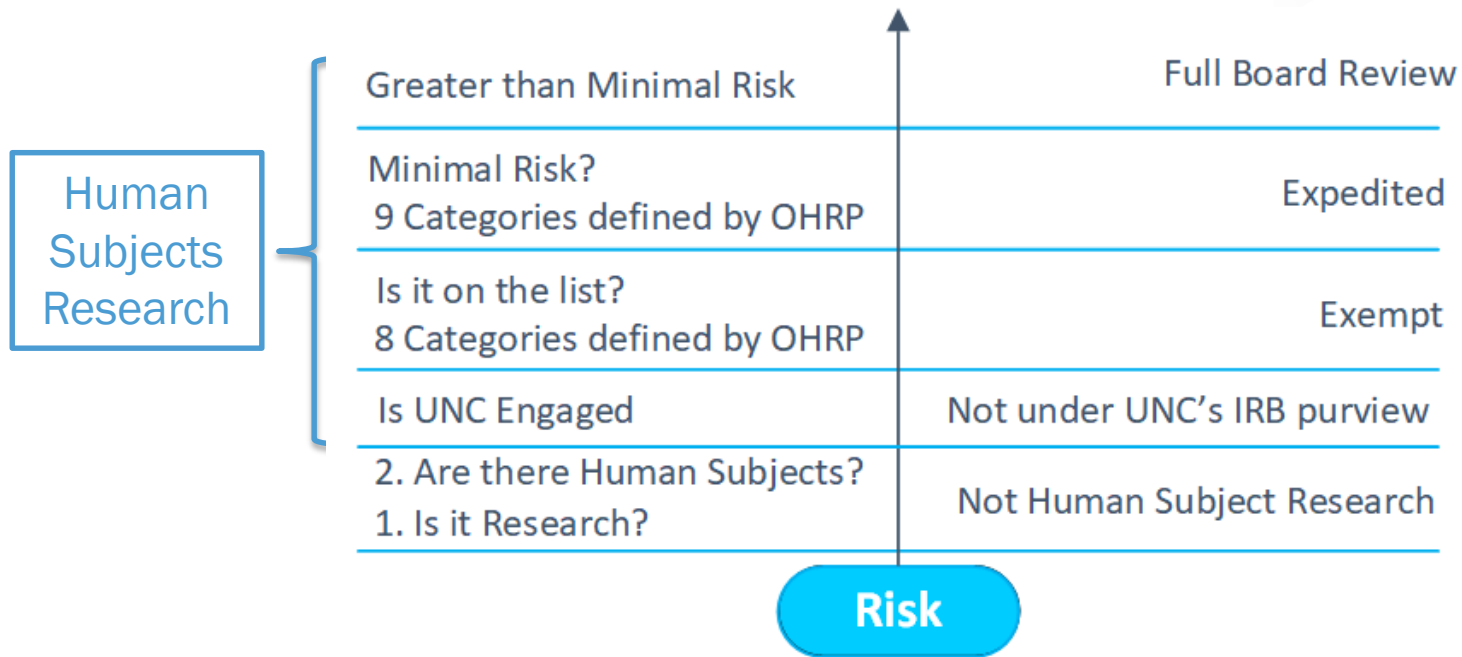 Human
Subjects
Research
Greater than Minimal Risk
Full Board Review
Minimal Risk?
9 Categories defined by OHRP
Expedited
Is it on the list?
8 Categories defined by OHRP
Exempt
Is UNC Engaged
Not under UNC’s IRB purview
2. Are there Human Subjects?
1. Is it Research?
Not Human Subject Research
Risk